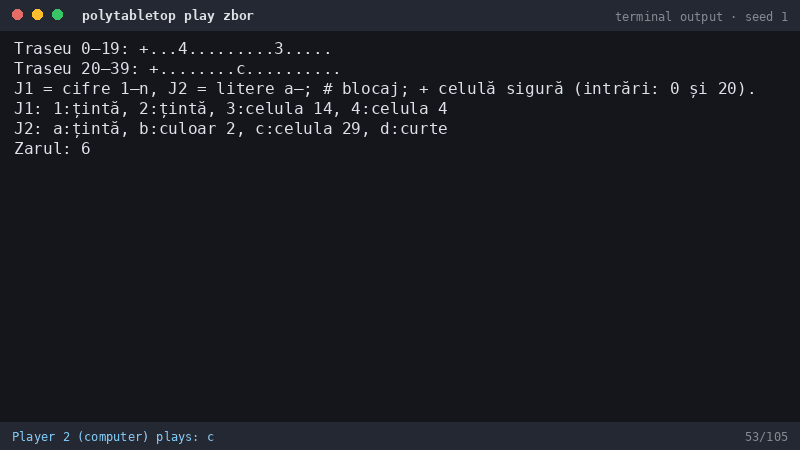 polytabletop play zbor
terminal output · seed 1
Traseu 0–19: +...4.........3.....
Traseu 20–39: +........c..........
J1 = cifre 1–n, J2 = litere a–; # blocaj; + celulă sigură (intrări: 0 și 20).
J1: 1:țintă, 2:țintă, 3:celula 14, 4:celula 4
J2: a:țintă, b:culoar 2, c:celula 29, d:curte
Zarul: 6
Player 2 (computer) plays: c
53/105